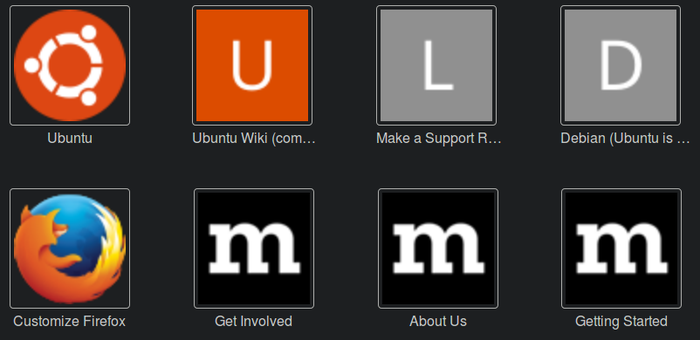 U
L
D
Ubuntu
Ubuntu Wiki (com...
Make a Support R...
Debian (Ubuntu is ...
m
m
m
Customize Firefox
Get Involved
About Us
Getting Started